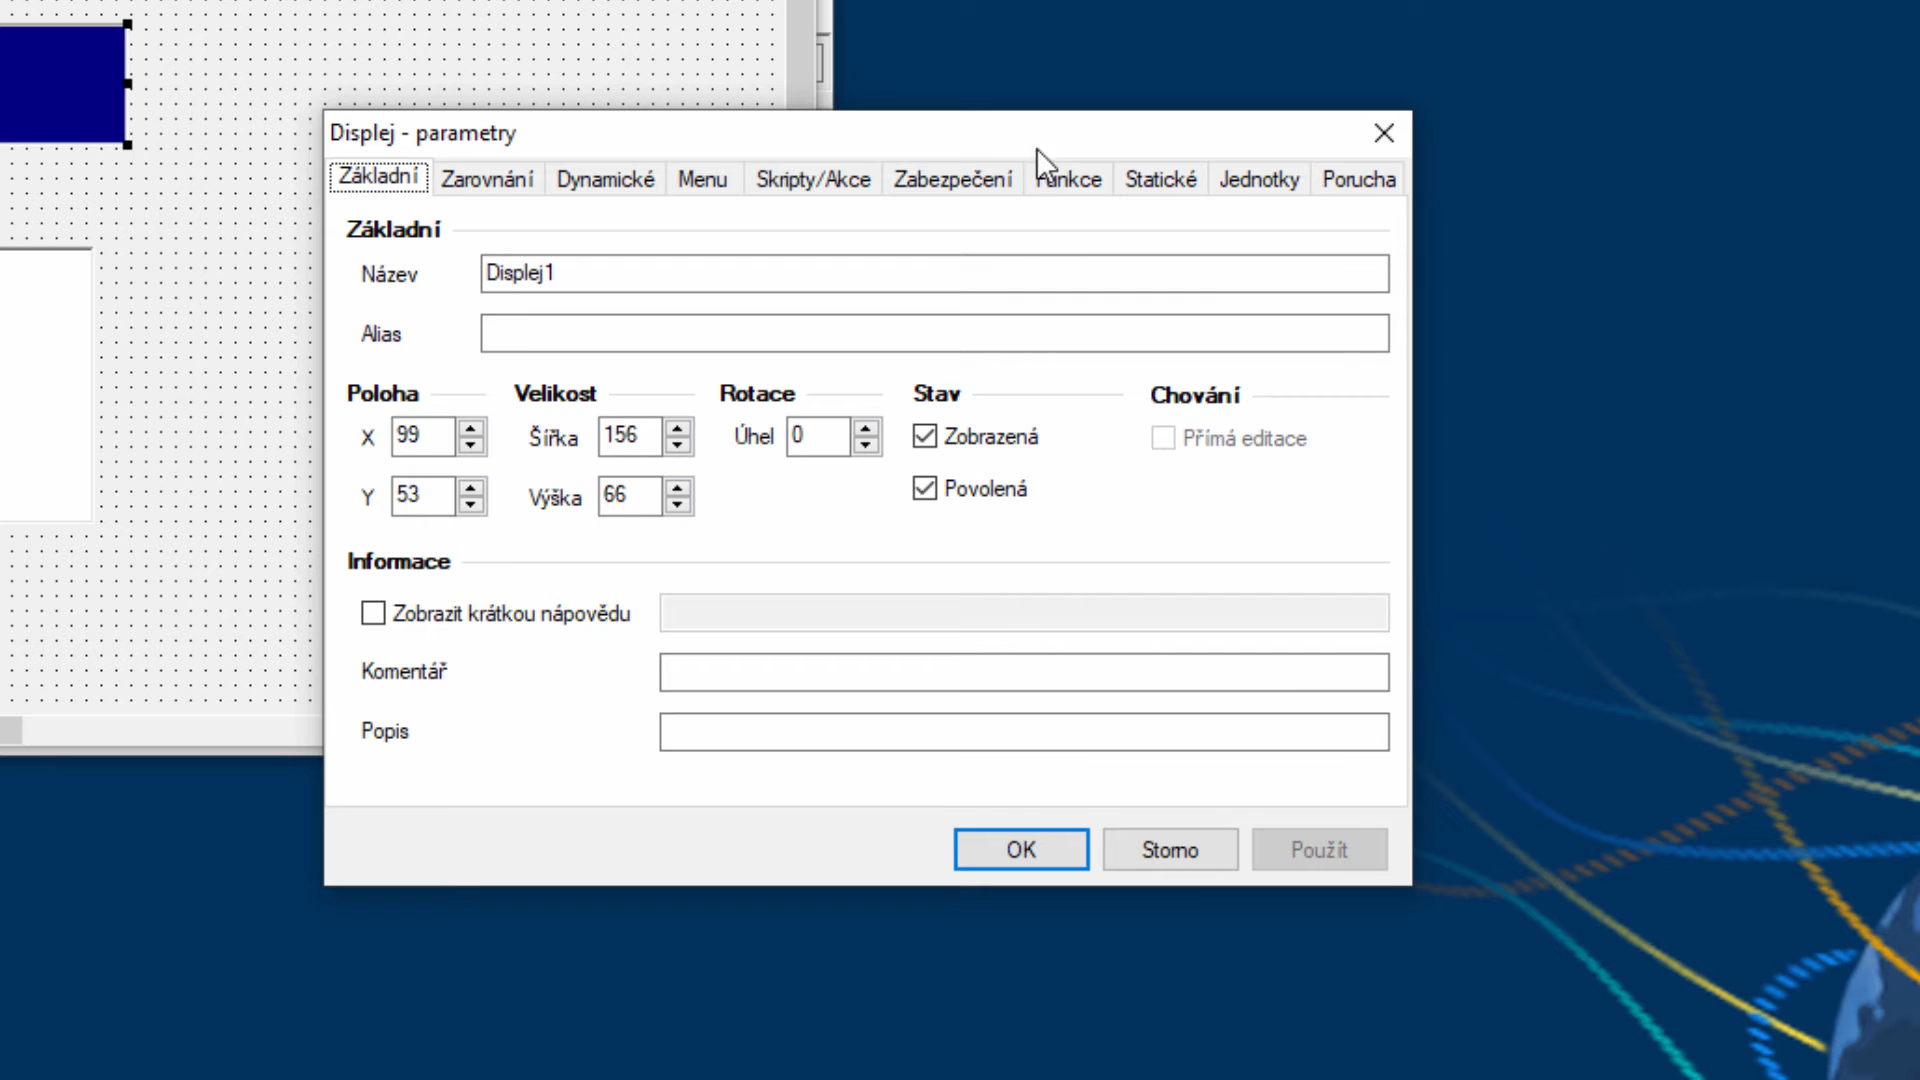 Displej - parametry
Základní Zarovnání Dynamické Menu Skripty/Akce Zabezpečení Funkce Statické Jednotky Porucha
Základní
Název Displej1
Alias
Poloha Velikost Rotace Stav Chování
X 99 Šířka 156 Úhel 0 Zobrazená Přímá editace
Y 53 Výška 66 Povolená
Informace
Zobrazit krátkou nápovědu
Komentář
Popis
OK Storno Použít